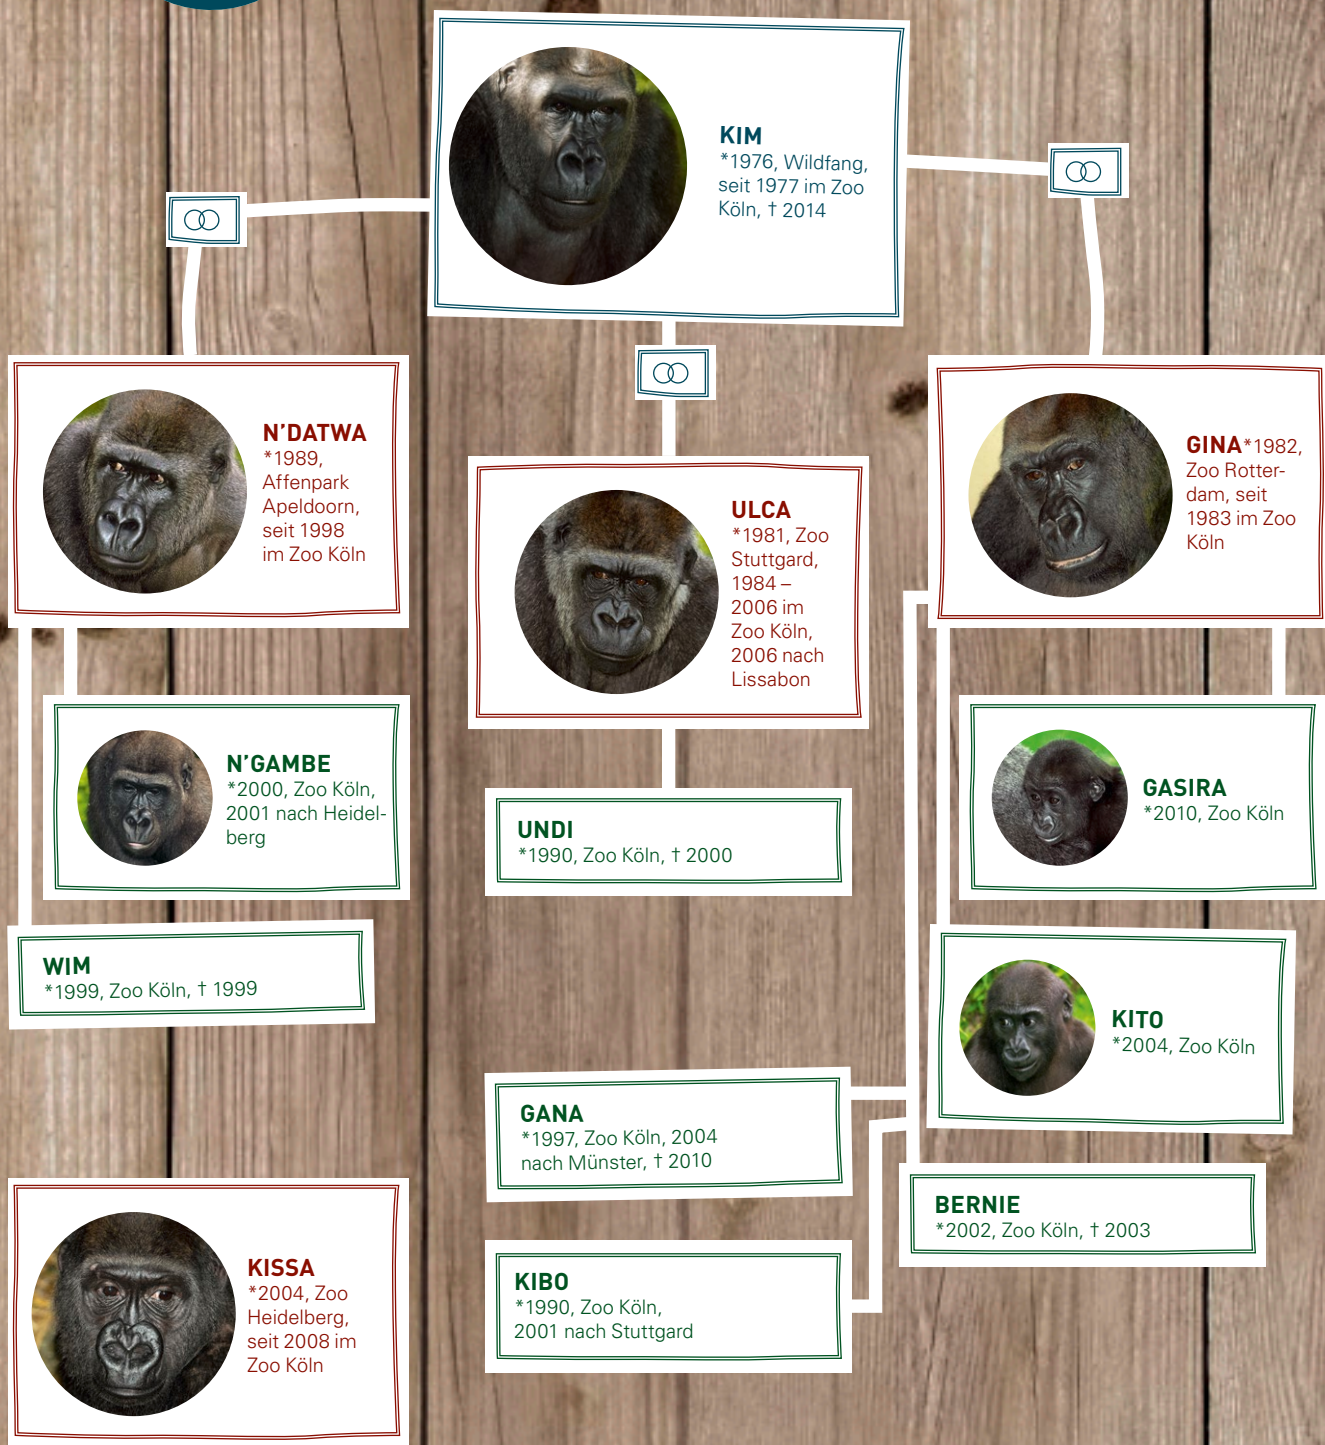 KIM
*1976, Wildfang,
seit 1977 im Zoo
Köln, † 2014
N’DATWA
*1989,
Affenpark
Apeldoorn,
seit 1998
im Zoo Köln
ULCA
*1981, Zoo
Stuttgard,
1984 –
2006 im
Zoo Köln,
2006 nach
Lissabon
GINA*1982,
Zoo Rotter-
dam, seit
1983 im Zoo
Köln
N’GAMBE
*2000, Zoo Köln,
2001 nach Heidel-
berg
UNDI
*1990, Zoo Köln, † 2000
GASIRA
*2010, Zoo Köln
WIM
*1999, Zoo Köln, † 1999
KITO
*2004, Zoo Köln
GANA
*1997, Zoo Köln, 2004
nach Münster, † 2010
BERNIE
*2002, Zoo Köln, † 2003
KISSA
*2004, Zoo
Heidelberg,
seit 2008 im
Zoo Köln
KIBO
*1990, Zoo Köln,
2001 nach Stuttgard